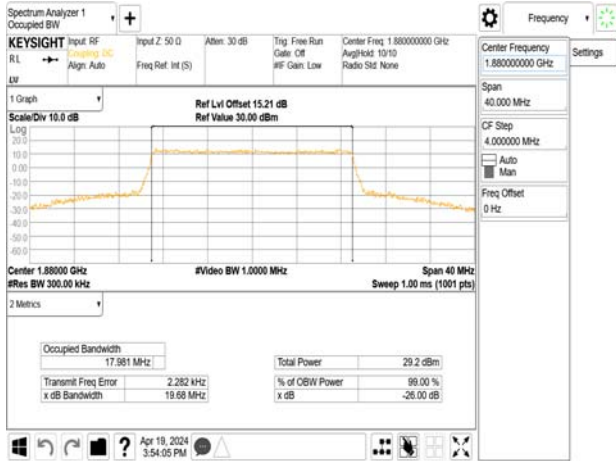 Spectrum Analyzer 1
Occupied BW
Frequency
KEYSIGHT
Input: RF
Coupling: DC
Align: Auto
Input Z: 50 Ω
Freq Ref: Int (S)
Atten: 30 dB
Trig: Free Run
Gate: Off
#IF Gain: Low
Center Freq: 1.880000000 GHz
Avg|Hold: 10/10
Radio Std: None
RL
1 Graph
Scale/Div 10.0 dB
Ref Lvl Offset 15.21 dB
Ref Value 30.00 dBm
Log
20.0
10.0
0.00
-10.0
-20.0
-30.0
-40.0
-50.0
-60.0
Center 1.88000 GHz
#Video BW 1.0000 MHz
Span 40 MHz
#Res BW 300.00 kHz
Sweep 1.00 ms (1001 pts)
2 Metrics
Occupied Bandwidth
17.981 MHz
Total Power
29.2 dBm
Transmit Freq Error
2.282 kHz
% of OBW Power
99.00 %
x dB Bandwidth
19.68 MHz
x dB
-26.00 dB
Center Frequency
1.880000000 GHz
Settings
Span
40.000 MHz
CF Step
4.000000 MHz
Auto
Man
Freq Offset
0 Hz
Apr 19, 2024
3:54:05 PM